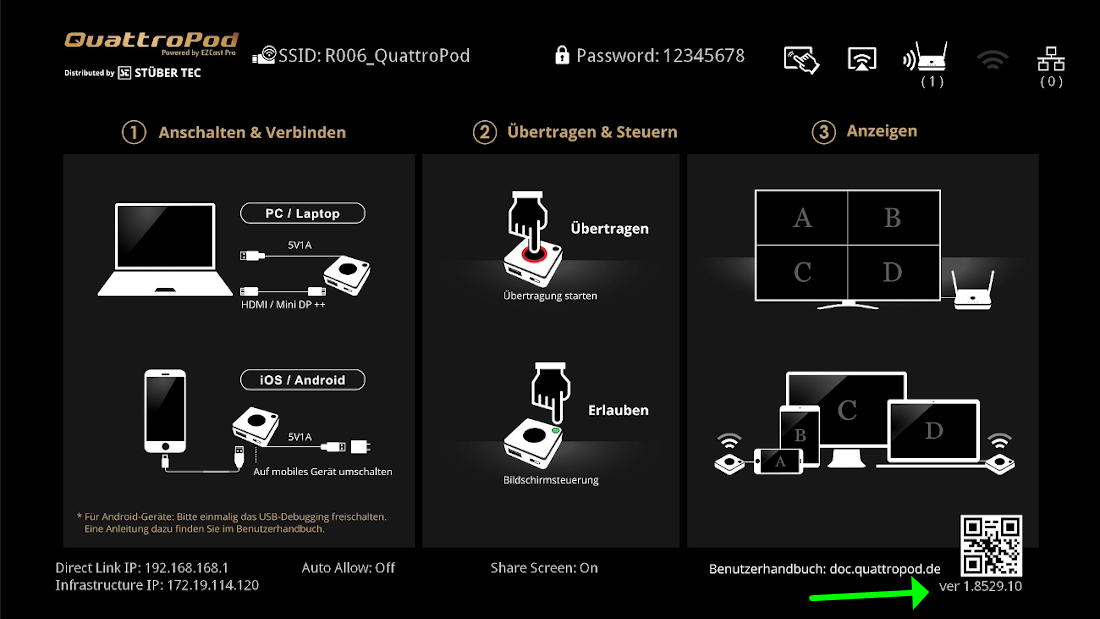 QuattroPod
Powered by EZCast Pro
Distributed by STÜBER TEC
SSID: R006_QuattroPod
Password: 12345678
(1)
(0)
1 Anschalten & Verbinden
PC / Laptop
5V1A
HDMI / Mini DP ++
iOS / Android
5V1A
Auf mobiles Gerät umschalten
* Für Android-Geräte: Bitte einmalig das USB-Debugging freischalten.
Eine Anleitung dazu finden Sie im Benutzerhandbuch.
2 Übertragen & Steuern
Übertragen
Übertragung starten
Erlauben
Bildschirmsteuerung
3 Anzeigen
A B
C D
C
B
D
A
Direct Link IP: 192.168.168.1
Auto Allow: Off
Share Screen: On
Benutzerhandbuch: doc.quattropod.de
Infrastructure IP: 172.19.114.120
ver 1.8529.10